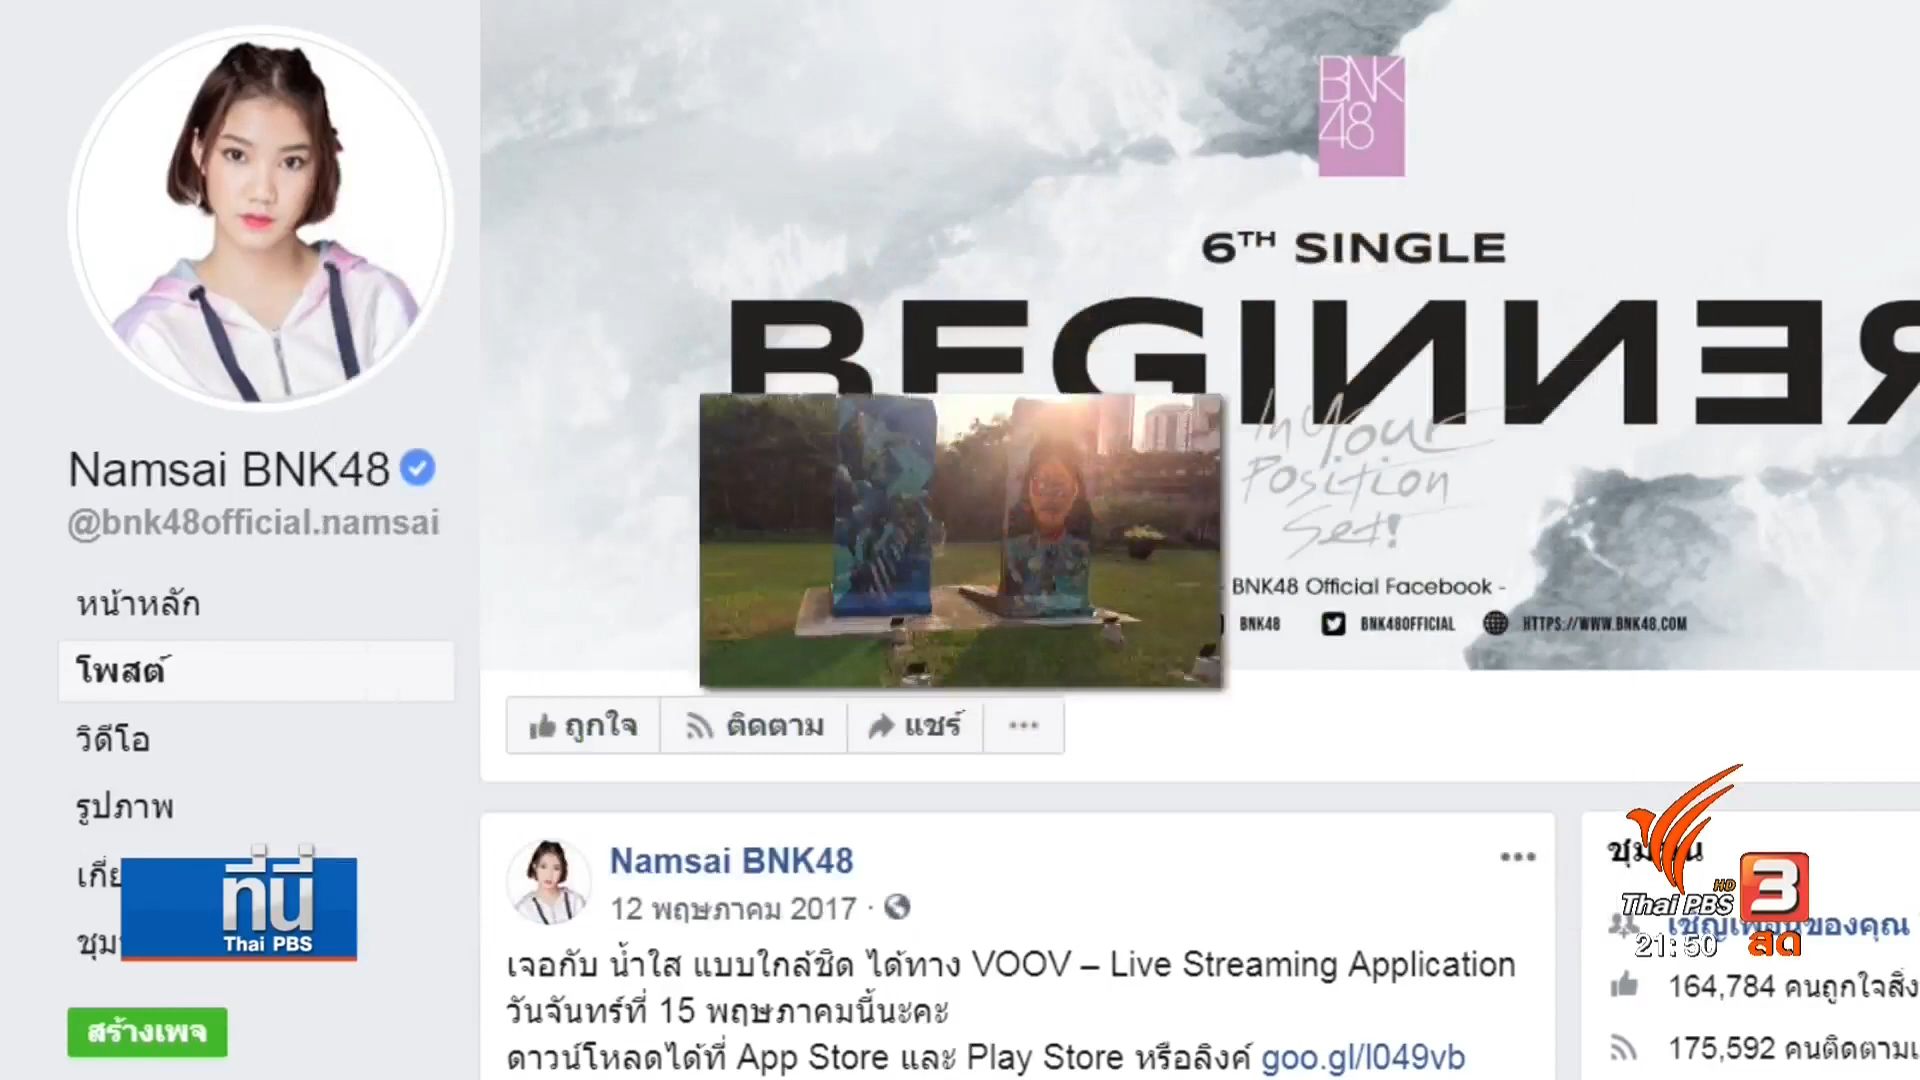 BNK
48
6TH SINGLE
BEGINNER
In Your
Position
Set!
- BNK48 Official Facebook -
BNK48
BNK48OFFICIAL
HTTPS://WWW.BNK48.COM
Namsai BNK48
@bnk48official.namsai
หน้าหลัก
โพสต์
วิดีโอ
รูปภาพ
สร้างเพจ
ถูกใจ
ติดตาม
แชร์
Namsai BNK48
12 พฤษภาคม 2017
เจอกับ น้ำใส แบบใกล้ชิด ได้ทาง VOOV – Live Streaming Application
วันจันทร์ที่ 15 พฤษภาคมนี้นะคะ
ดาวน์โหลดได้ที่ App Store และ Play Store หรือลิงค์ goo.gl/l049vb
164,784 คนถูกใจสิ่ง
175,592 คนติดตามเ
ที่นี่
Thai PBS
HD
Thai PBS
3
21:50
สด